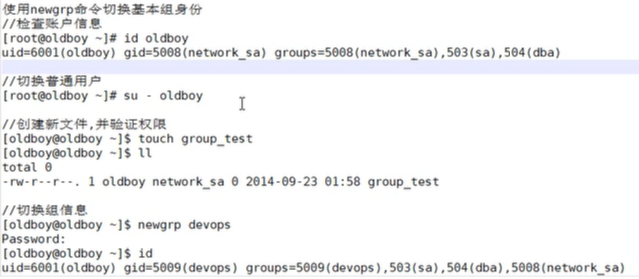 使用newgrp命令切换基本组身份
//检查账户信息
[root@oldboy ~]# id oldboy
uid=6001(oldboy) gid=5008(network_sa) groups=5008(network_sa),503(sa),504(dba)
//切换普通用户
[root@oldboy ~]# su - oldboy
//创建新文件,并验证权限
[oldboy@oldboy ~]$ touch group_test
[oldboy@oldboy ~]$ ll
total 0
-rw-r--r--. 1 oldboy network_sa 0 2014-09-23 01:58 group_test
//切换组信息
[oldboy@oldboy ~]$ newgrp devops
Password:
[oldboy@oldboy ~]$ id
uid=6001(oldboy) gid=5009(devops) groups=5009(devops),503(sa),504(dba),5008(network_sa)